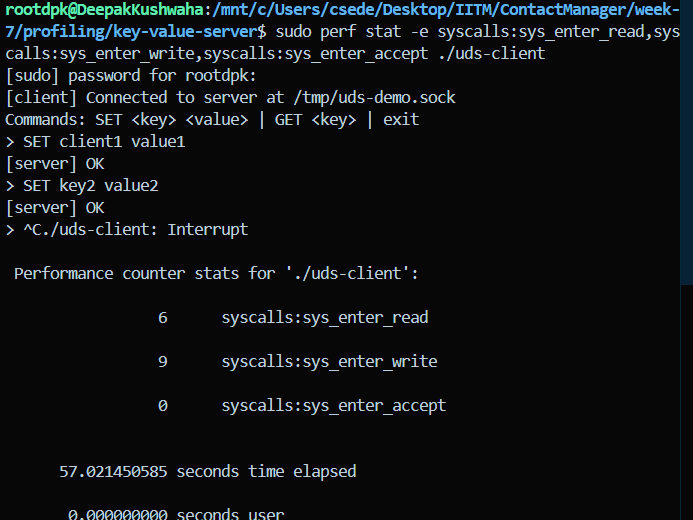 rootdpk@DeepakKushwaha:/mnt/c/Users/csede/Desktop/IITM/ContactManager/week-
7/profiling/key-value-server$ sudo perf stat -e syscalls:sys_enter_read,sys
calls:sys_enter_write,syscalls:sys_enter_accept ./uds-client
[sudo] password for rootdpk:
[client] Connected to server at /tmp/uds-demo.sock
Commands: SET <key> <value> | GET <key> | exit
> SET client1 value1
[server] OK
> SET key2 value2
[server] OK
> ^C./uds-client: Interrupt
Performance counter stats for './uds-client':
6 syscalls:sys_enter_read
9 syscalls:sys_enter_write
0 syscalls:sys_enter_accept
57.021450585 seconds time elapsed
0.000000000 seconds user